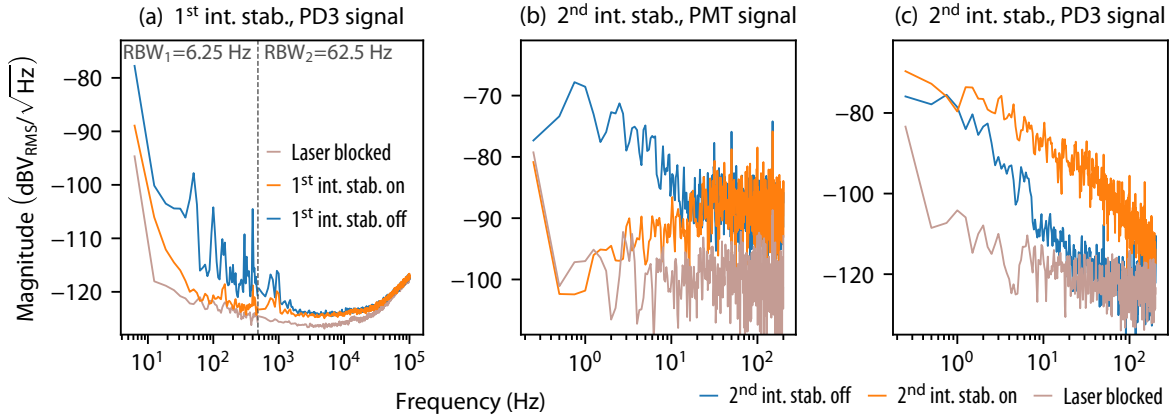 (a) 1st int. stab., PD3 signal
(b) 2nd int. stab., PMT signal
(c) 2nd int. stab., PD3 signal
RBW₁=6.25 Hz
RBW₂=62.5 Hz
Magnitude (dBVRMS/√Hz)
−80
−90
−100
−110
−120
Laser blocked
1st int. stab. on
1st int. stab. off
10¹
10²
10³
10⁴
10⁵
−70
−80
−90
−100
10⁰
10¹
10²
−80
−100
−120
10⁰
10¹
10²
Frequency (Hz)
2nd int. stab. off
2nd int. stab. on
Laser blocked